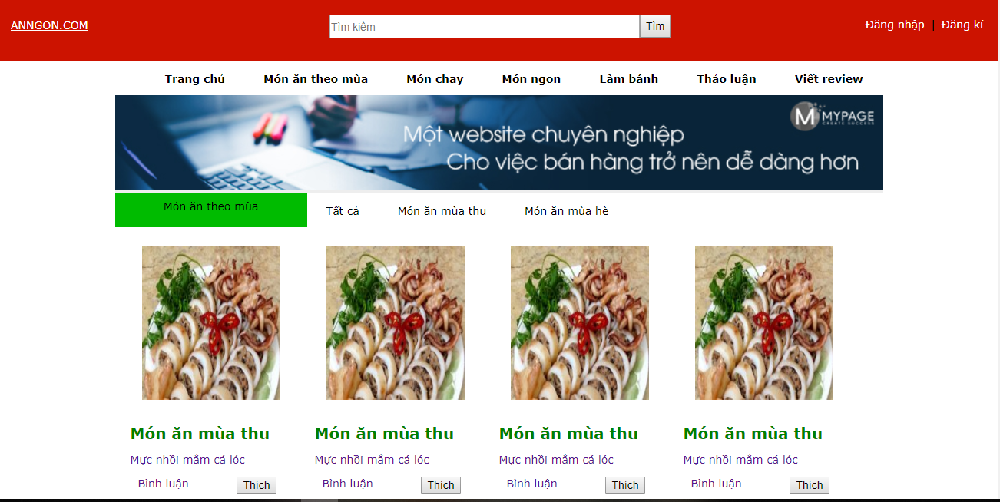 ANNGON.COM Tìm kiếm Tìm Đăng nhập | Đăng kí
Trang chủ Món ăn theo mùa Món chay Món ngon Làm bánh Thảo luận Viết review
M MYPAGE
CREATE SUCCESS
Một website chuyên nghiệp
Cho việc bán hàng trở nên dễ dàng hơn
Món ăn theo mùa Tất cả Món ăn mùa thu Món ăn mùa hè
Món ăn mùa thu Món ăn mùa thu Món ăn mùa thu Món ăn mùa thu
Mực nhồi mắm cá lóc Mực nhồi mắm cá lóc Mực nhồi mắm cá lóc Mực nhồi mắm cá lóc
Bình luận Thích Bình luận Thích Bình luận Thích Bình luận Thích